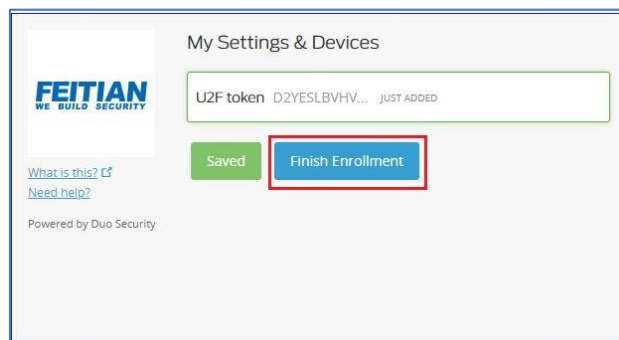 My Settings & Devices
FEITIAN
WE BUILD SECURITY
U2F token D2YESLBVHV... JUST ADDED
Saved
Finish Enrollment
What is this?
Need help?
Powered by Duo Security